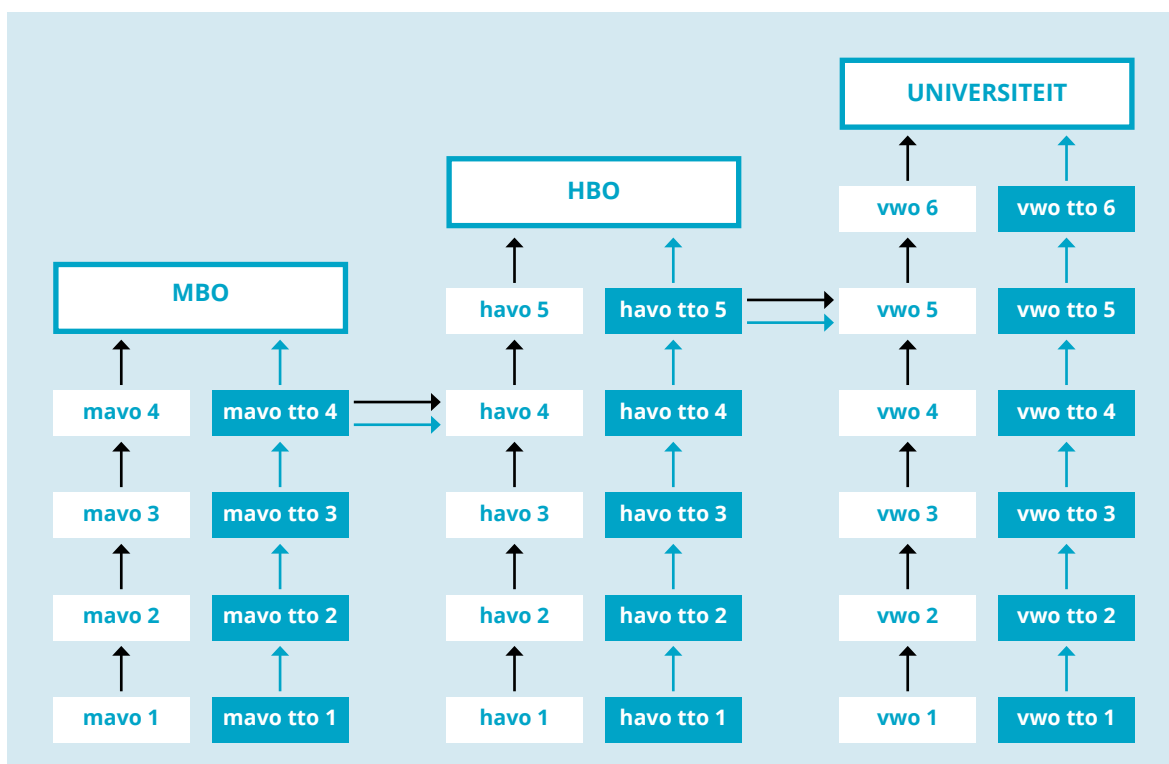 UNIVERSITEIT
HBO
vwo 6 vwo tto 6
MBO
havo 5 havo tto 5 vwo 5 vwo tto 5
mavo 4 mavo tto 4 havo 4 havo tto 4 vwo 4 vwo tto 4
mavo 3 mavo tto 3 havo 3 havo tto 3 vwo 3 vwo tto 3
mavo 2 mavo tto 2 havo 2 havo tto 2 vwo 2 vwo tto 2
mavo 1 mavo tto 1 havo 1 havo tto 1 vwo 1 vwo tto 1